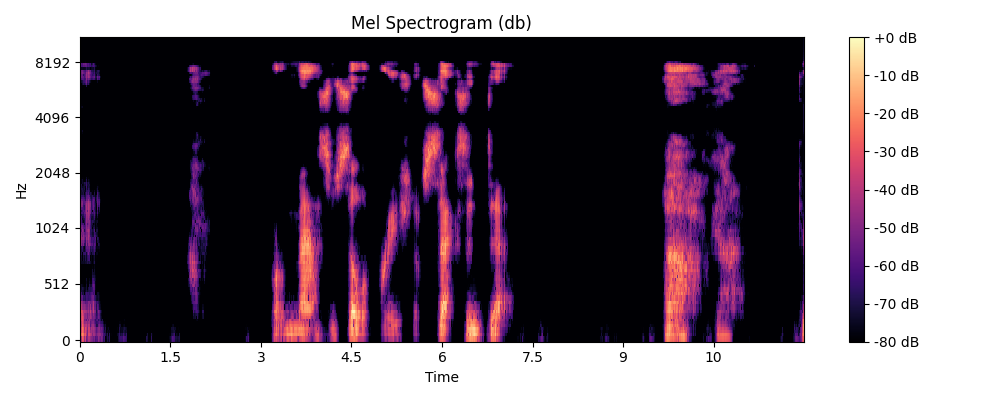 Mel Spectrogram (db)
8192
4096
2048
1024
512
0
Hz
0 1.5 3 4.5 6 7.5 9 10
Time
+0 dB
-10 dB
-20 dB
-30 dB
-40 dB
-50 dB
-60 dB
-70 dB
-80 dB